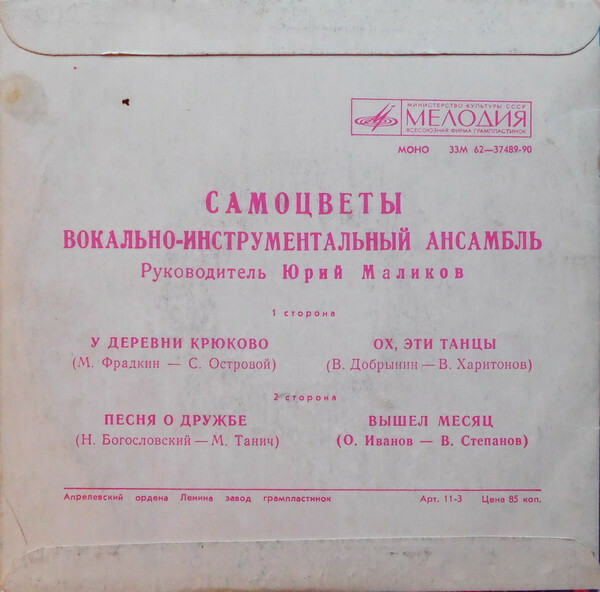 МИНИСТЕРСТВО КУЛЬТУРЫ СССР
МЕЛОДИЯ
ВСЕСОЮЗНАЯ ФИРМА ГРАМПЛАСТИНОК
МОНО 33М 62—37489-90
САМОЦВЕТЫ
ВОКАЛЬНО-ИНСТРУМЕНТАЛЬНЫЙ АНСАМБЛЬ
Руководитель Юрий Маликов
1 сторона
У ДЕРЕВНИ КРЮКОВО ОХ, ЭТИ ТАНЦЫ
(М. Фрадкин — С. Островой) (В. Добрынин — В. Харитонов)
2 сторона
ПЕСНЯ О ДРУЖБЕ ВЫШЕЛ МЕСЯЦ
(Н. Богословский — М. Танич) (О. Иванов — В. Степанов)
Апрелевский ордена Ленина завод грампластинок Арт. 11-3 Цена 85 коп.